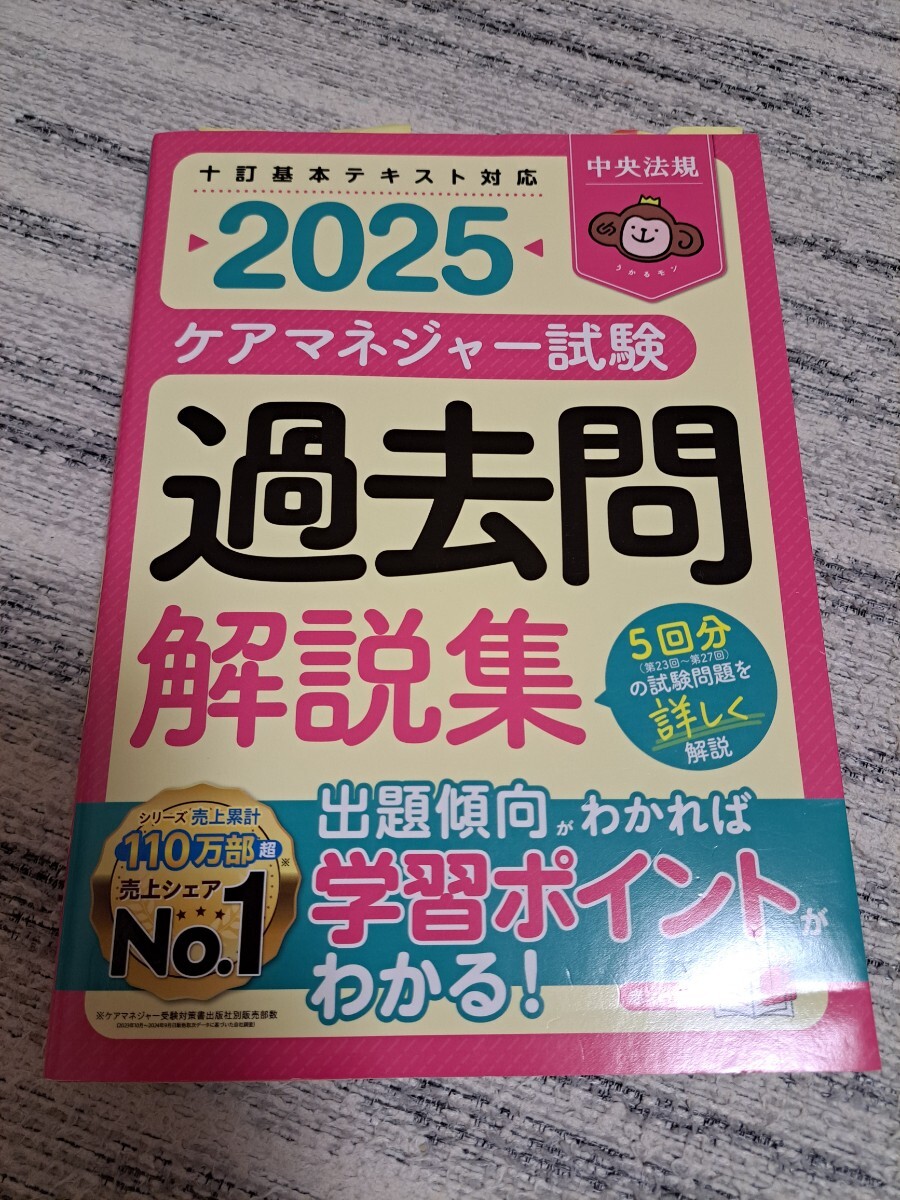 十訂基本テキスト対応
2025
中央法規
うかるモン
ケアマネジャー試験
過去問
解説集
5回分
(第23回~第27回)
の試験問題を
詳しく
解説
シリーズ 売上累計
110万部超
※
売上シェア
No.1
出題傾向がわかれば
学習ポイントが
わかる!
※ケアマネジャー受験対策書出版社別販売部数